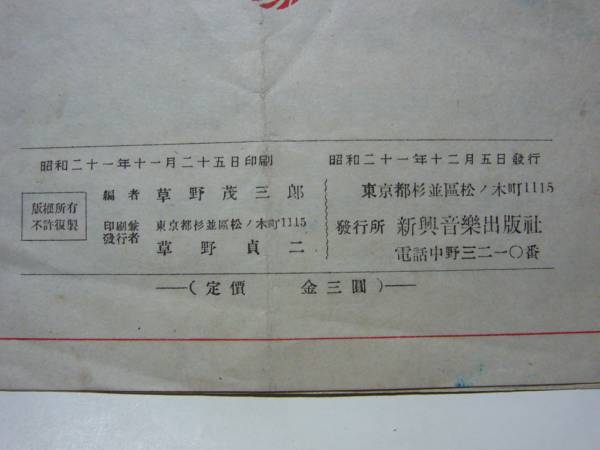 昭和二十一年十一月二十五日印刷
昭和二十一年十二月五日發行
版權所有
不許復製
編者 草野茂三郎
印刷兼
發行者
東京都杉並區松ノ木町1115
草野貞二
東京都杉並區松ノ木町1115
發行所 新興音樂出版社
電話中野三二一〇番
―(定價 金三圓)―